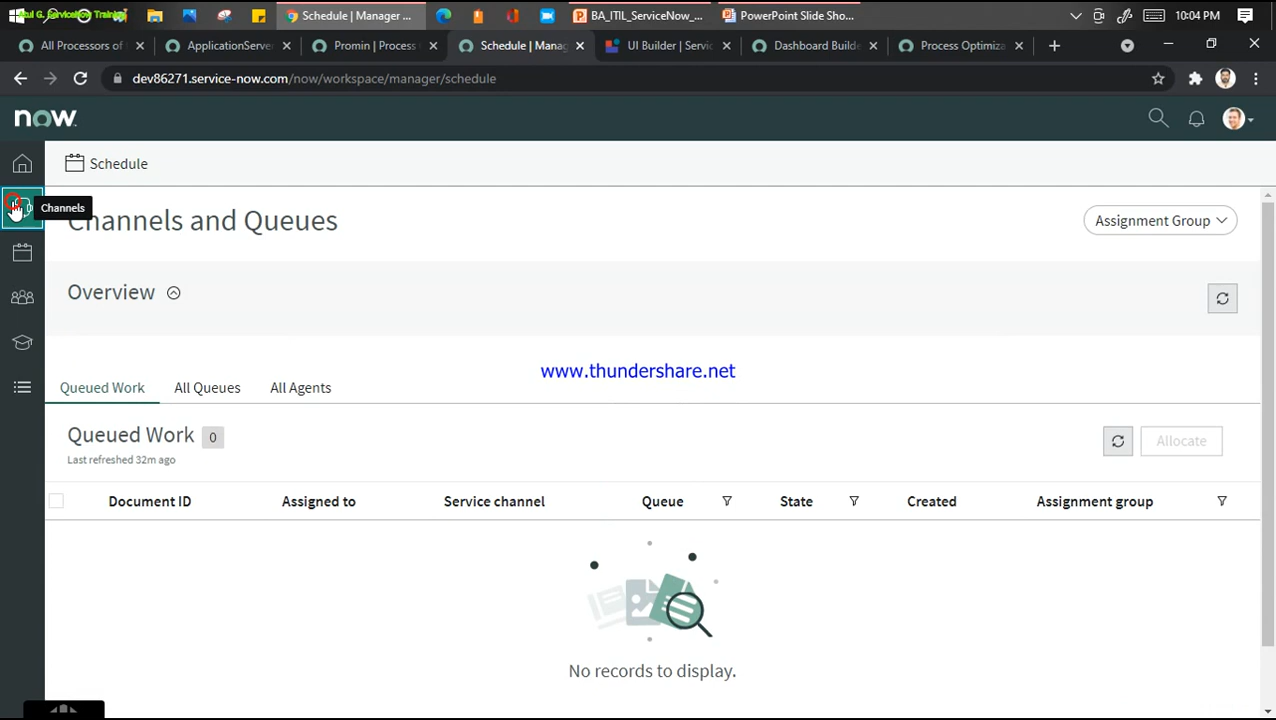 Schedule | Manager ...
BA_ITIL_ServiceNow_...
PowerPoint Slide Sho...
10:04 PM
All Processors of
ApplicationServer
Promin | Process
Schedule | Mana
UI Builder | Servic
Dashboard Builde
Process Optimiza
dev86271.service-now.com/now/workspace/manager/schedule
now
Schedule
Channels
Channels and Queues
Assignment Group
Overview
www.thundershare.net
Queued Work
All Queues
All Agents
Queued Work 0
Allocate
Last refreshed 32m ago
Document ID
Assigned to
Service channel
Queue
State
Created
Assignment group
No records to display.